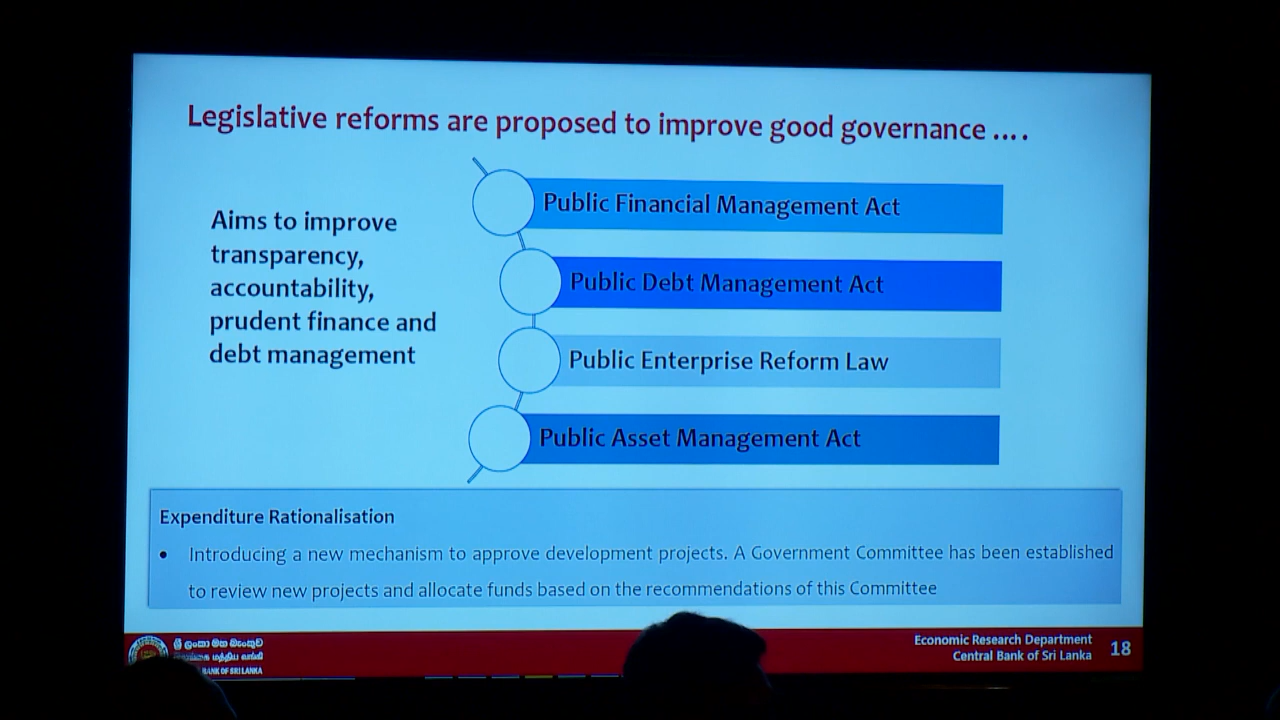 Legislative reforms are proposed to improve good governance ....
Aims to improve
transparency,
accountability,
prudent finance and
debt management
Public Financial Management Act
Public Debt Management Act
Public Enterprise Reform Law
Public Asset Management Act
Expenditure Rationalisation
• Introducing a new mechanism to approve development projects. A Government Committee has been established
to review new projects and allocate funds based on the recommendations of this Committee
ශ්‍රී ලංකා මහ බැංකුව
மத்திய வங்கி
BANK OF SRI LANKA
Economic Research Department
Central Bank of Sri Lanka
18